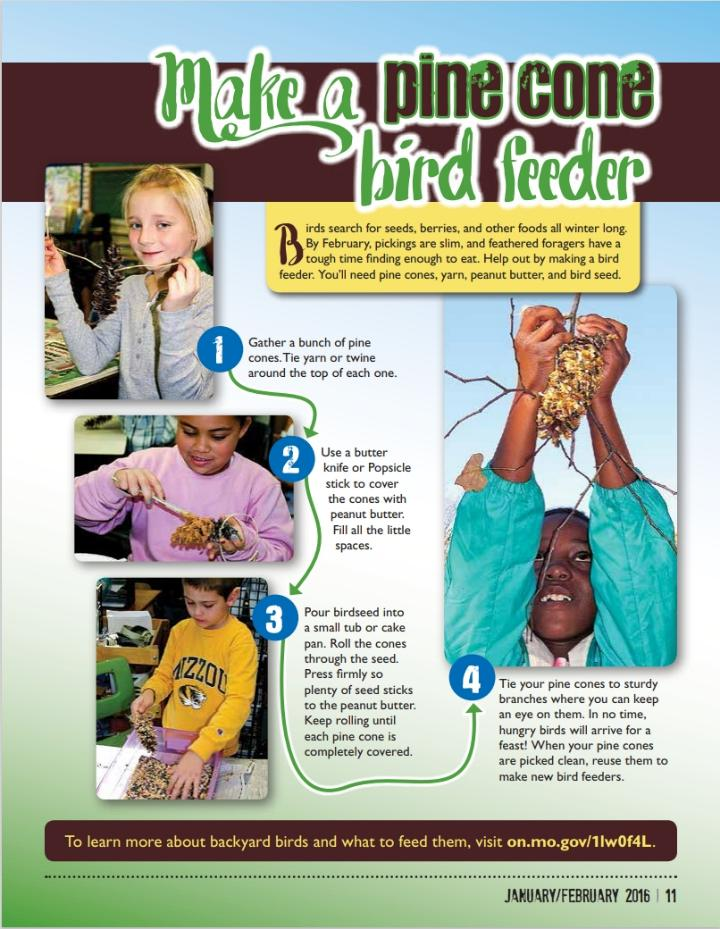 Make a pine cone
bird feeder
Birds search for seeds, berries, and other foods all winter long.
By February, pickings are slim, and feathered foragers have a
tough time finding enough to eat. Help out by making a bird
feeder. You'll need pine cones, yarn, peanut butter, and bird seed.
1
Gather a bunch of pine
cones. Tie yarn or twine
around the top of each one.
2
Use a butter
knife or Popsicle
stick to cover
the cones with
peanut butter.
Fill all the little
spaces.
3
Pour birdseed into
a small tub or cake
pan. Roll the cones
through the seed.
Press firmly so
plenty of seed sticks
to the peanut butter.
Keep rolling until
each pine cone is
completely covered.
MIZZOU
4
Tie your pine cones to sturdy
branches where you can keep
an eye on them. In no time,
hungry birds will arrive for a
feast! When your pine cones
are picked clean, reuse them to
make new bird feeders.
To learn more about backyard birds and what to feed them, visit on.mo.gov/1lw0f4L.
JANUARY/FEBRUARY 2016 | 11